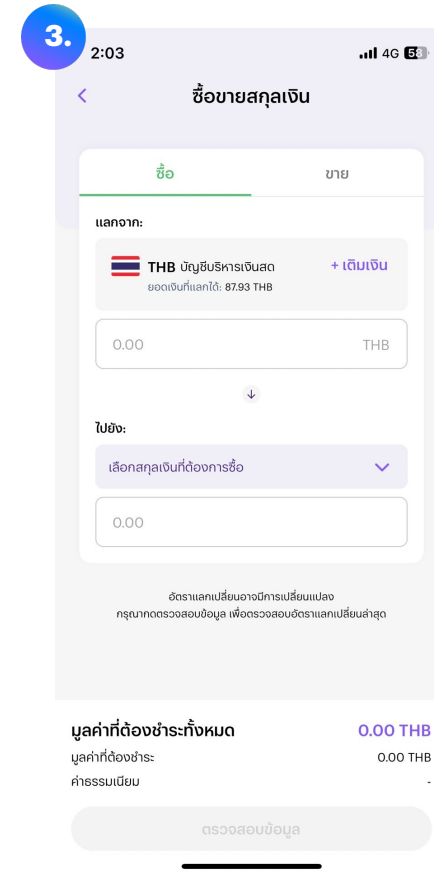 3.
2:03
4G 53
ซื้อขายสกุลเงิน
ซื้อ ขาย
แลกจาก:
THB บัญชีบริหารเงินสด + เติมเงิน
ยอดเงินที่แลกได้: 87.93 THB
0.00 THB
ไปยัง:
เลือกสกุลเงินที่ต้องการซื้อ
0.00
อัตราแลกเปลี่ยนอาจมีการเปลี่ยนแปลง
กรุณากดตรวจสอบข้อมูล เพื่อตรวจสอบอัตราแลกเปลี่ยนล่าสุด
มูลค่าที่ต้องชำระทั้งหมด 0.00 THB
มูลค่าที่ต้องชำระ 0.00 THB
ค่าธรรมเนียม -
ตรวจสอบข้อมูล